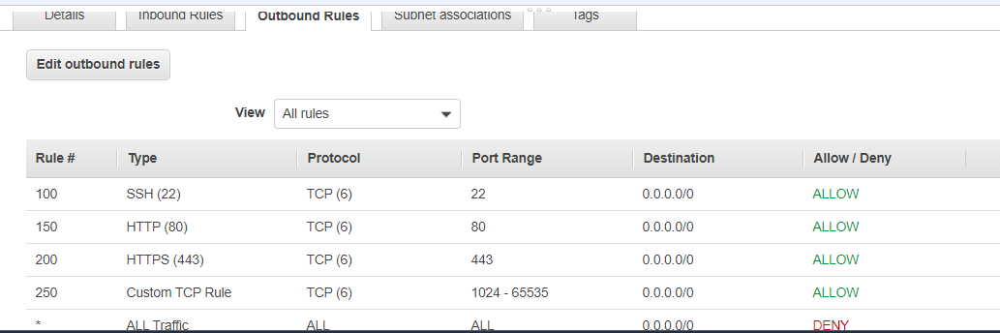 Details Inbound Rules Outbound Rules Subnet associations Tags
Edit outbound rules
View All rules
Rule # Type Protocol Port Range Destination Allow / Deny
100 SSH (22) TCP (6) 22 0.0.0.0/0 ALLOW
150 HTTP (80) TCP (6) 80 0.0.0.0/0 ALLOW
200 HTTPS (443) TCP (6) 443 0.0.0.0/0 ALLOW
250 Custom TCP Rule TCP (6) 1024 - 65535 0.0.0.0/0 ALLOW
* ALL Traffic ALL ALL 0.0.0.0/0 DENY